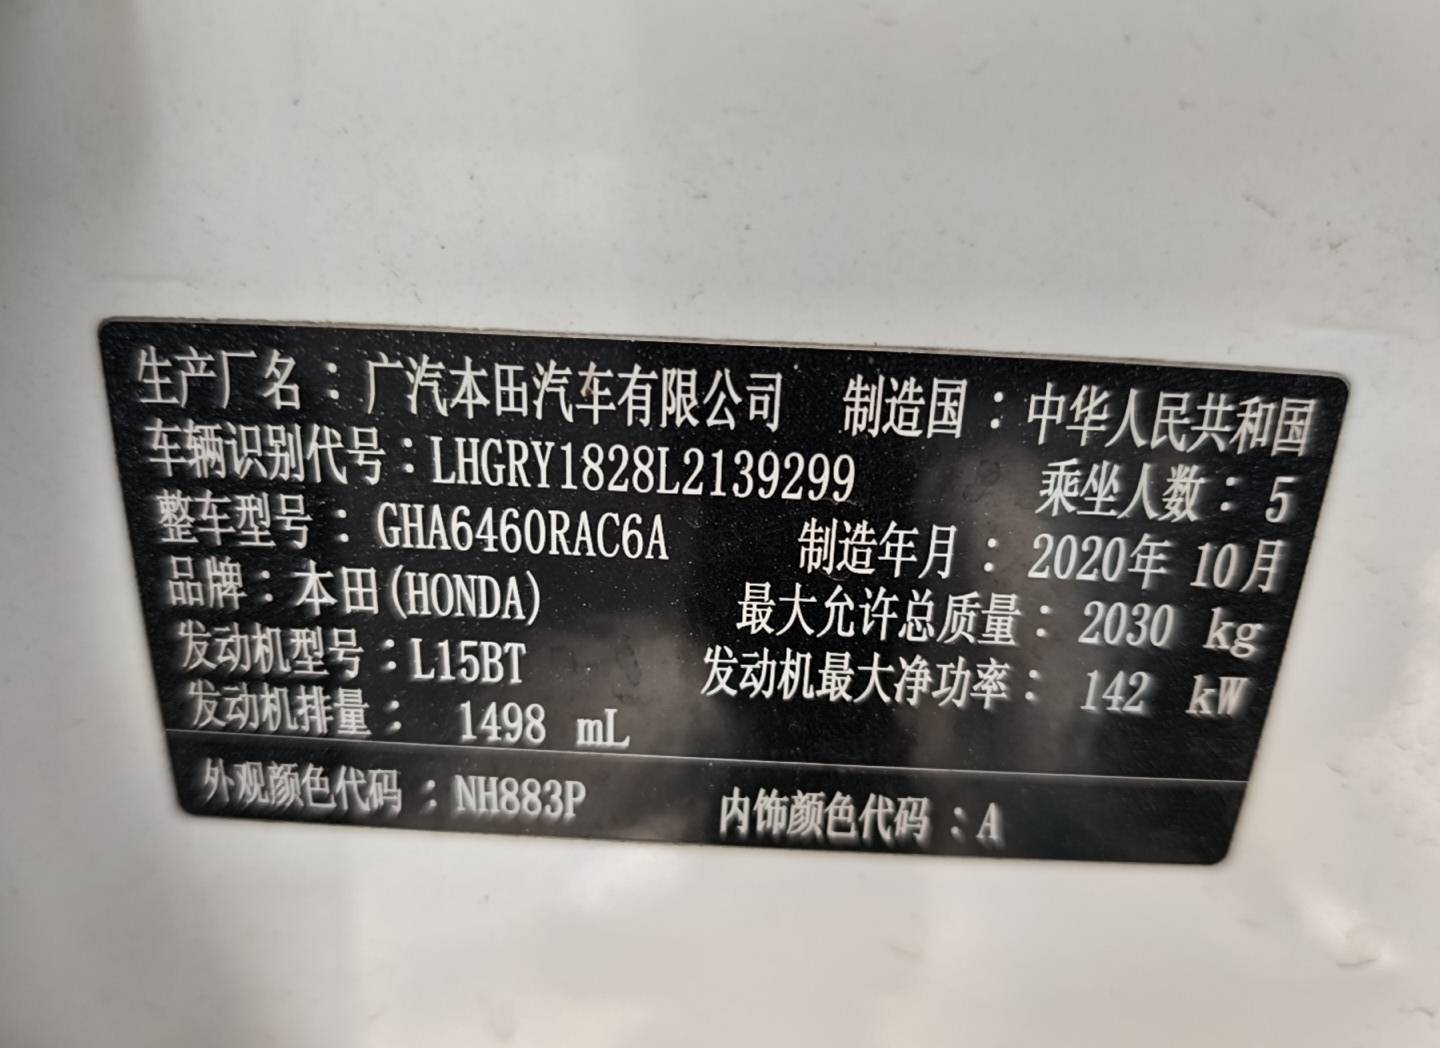 生产厂名：广汽本田汽车有限公司 制造国：中华人民共和国
车辆识别代号：LHGRY1828L2139299 乘坐人数：5
整车型号：GHA6460RAC6A 制造年月：2020年 10月
品牌：本田(HONDA) 最大允许总质量：2030 kg
发动机型号：L15BT 发动机最大净功率：142 kW
发动机排量： 1498 mL
外观颜色代码：NH883P 内饰颜色代码：A